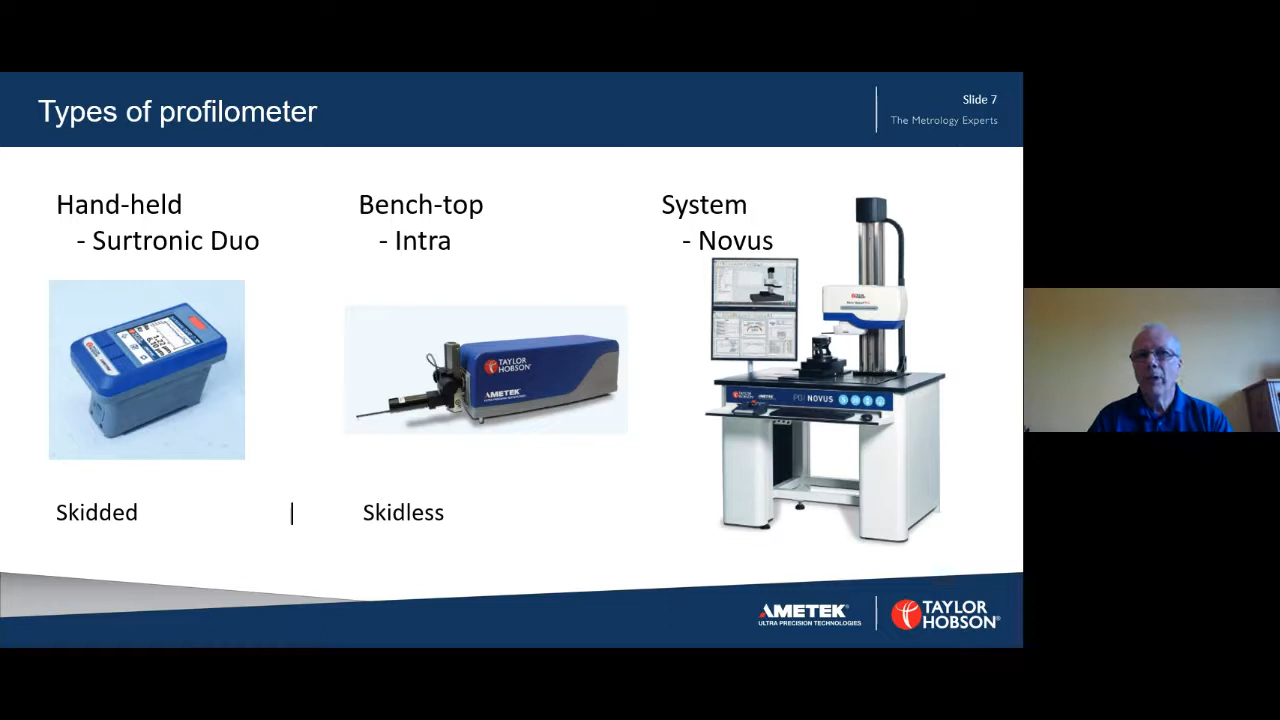 Types of profilometer
Slide 7
The Metrology Experts
Hand-held
- Surtronic Duo
Bench-top
- Intra
System
- Novus
TAYLOR
HOBSON
AMETEK
NOVUS
Skidded
|
Skidless
AMETEK®
ULTRA PRECISION TECHNOLOGIES
TAYLOR
HOBSON®